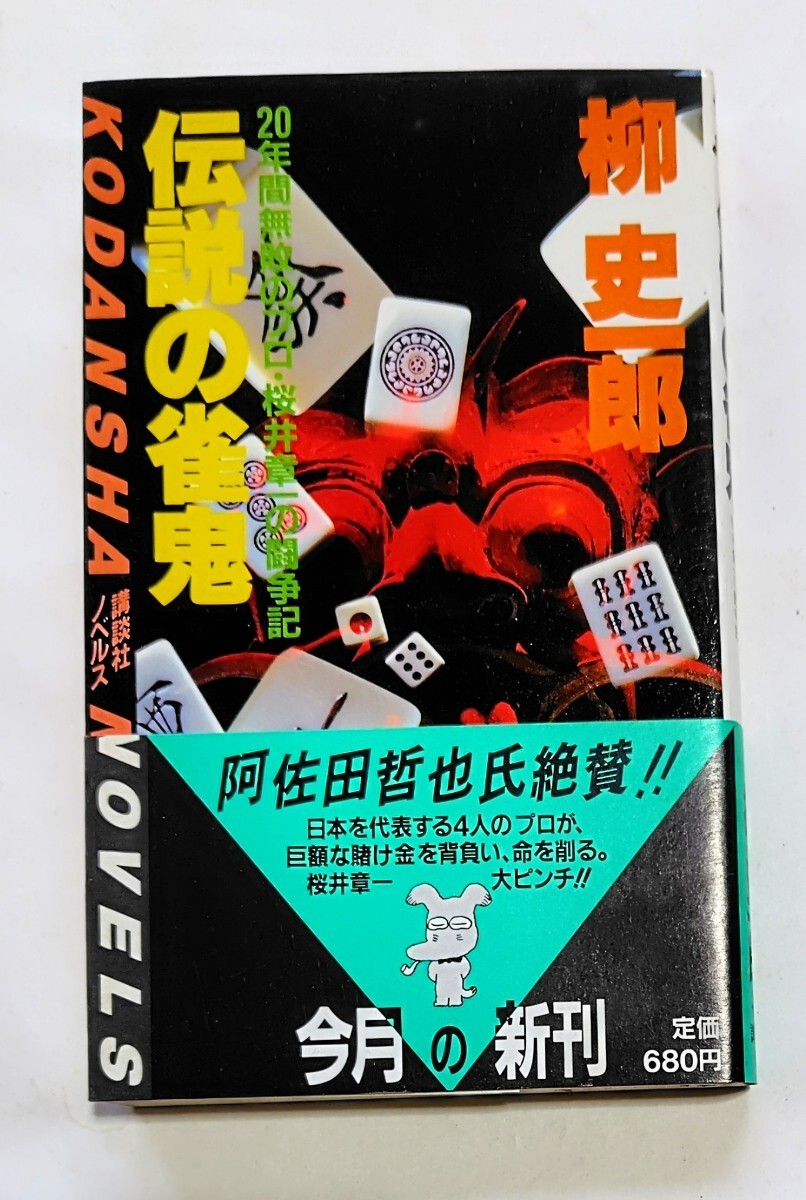 柳 史一郎
20年間無敗のプロ・桜井章一の闘争記
伝説の雀鬼
KODANSHA NOVELS
講談社
ノベルス
阿佐田哲也氏絶賛!!
日本を代表する4人のプロが、
巨額な賭け金を背負い、命を削る。
桜井章一 大ピンチ!!
今月の新刊
定価
680円